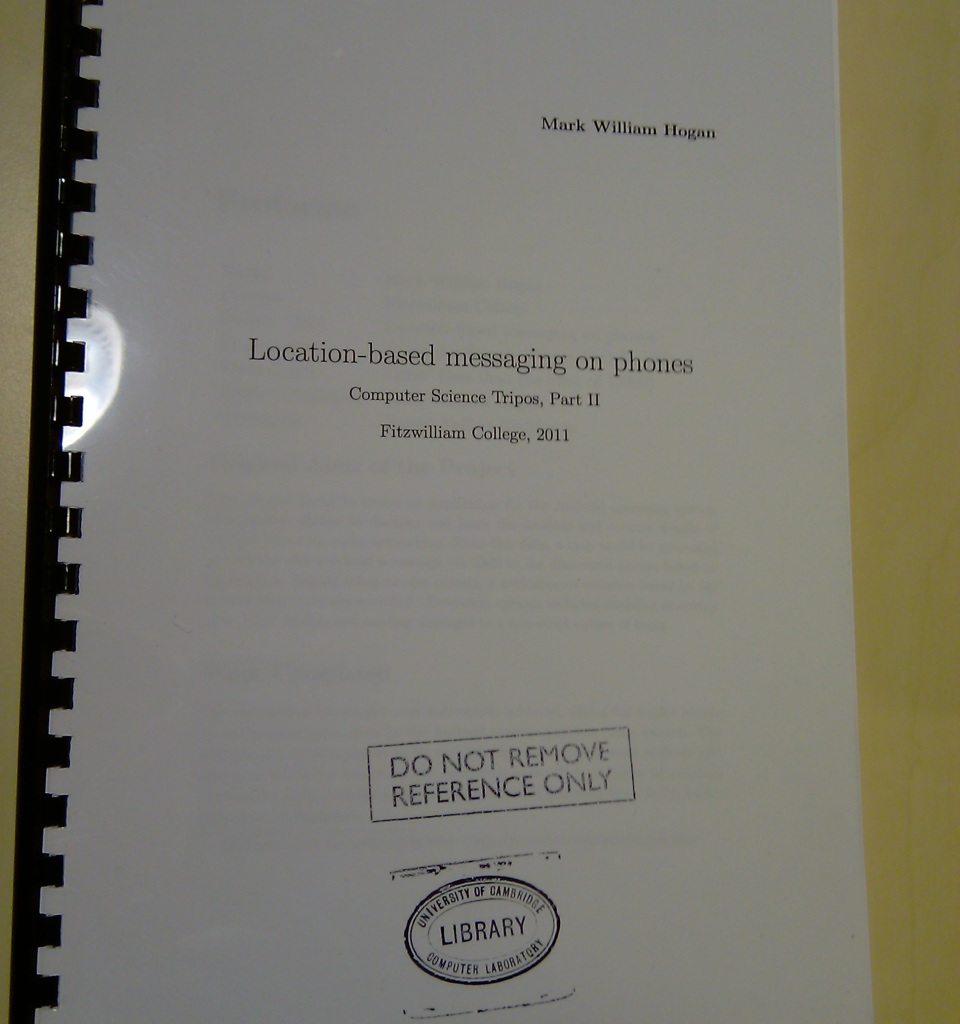 Mark William Hogan
Location-based messaging on phones
Computer Science Tripos, Part II
Fitzwilliam College, 2011
DO NOT REMOVE
REFERENCE ONLY
UNIVERSITY OF CAMBRIDGE
LIBRARY
COMPUTER LABORATORY